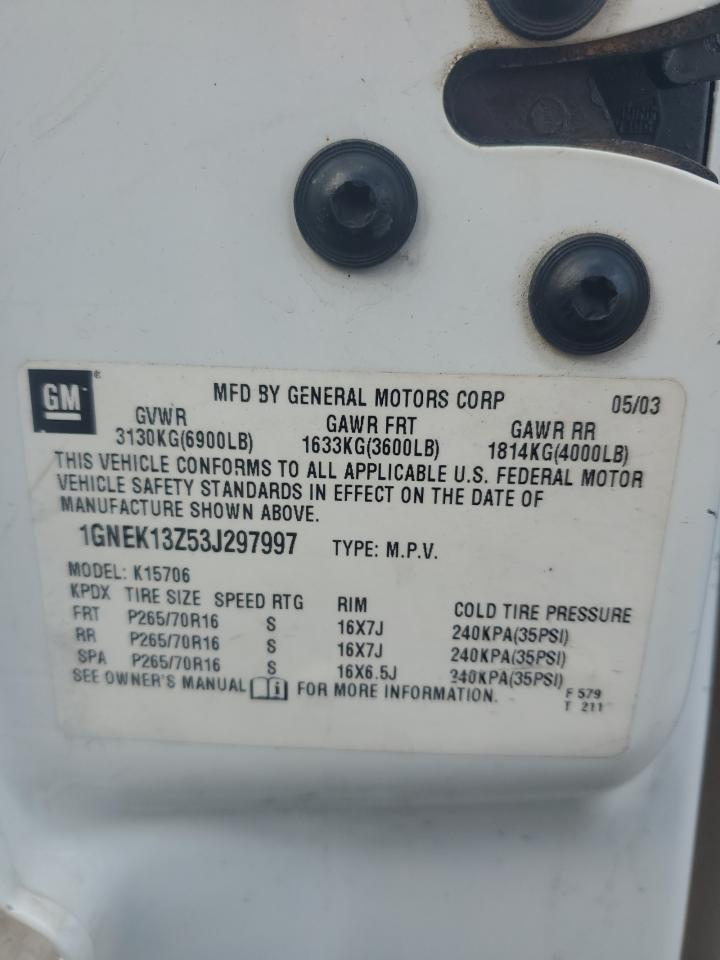 GM® MFD BY GENERAL MOTORS CORP 05/03
GVWR GAWR FRT GAWR RR
3130KG(6900LB) 1633KG(3600LB) 1814KG(4000LB)
THIS VEHICLE CONFORMS TO ALL APPLICABLE U.S. FEDERAL MOTOR
VEHICLE SAFETY STANDARDS IN EFFECT ON THE DATE OF
MANUFACTURE SHOWN ABOVE.
1GNEK13Z53J297997 TYPE: M.P.V.
MODEL: K15706
KPDX TIRE SIZE SPEED RTG RIM COLD TIRE PRESSURE
FRT P265/70R16 S 16X7J 240KPA(35PSI)
RR P265/70R16 S 16X7J 240KPA(35PSI)
SPA P265/70R16 S 16X6.5J 240KPA(35PSI)
SEE OWNER'S MANUAL i FOR MORE INFORMATION. F 579
T 211